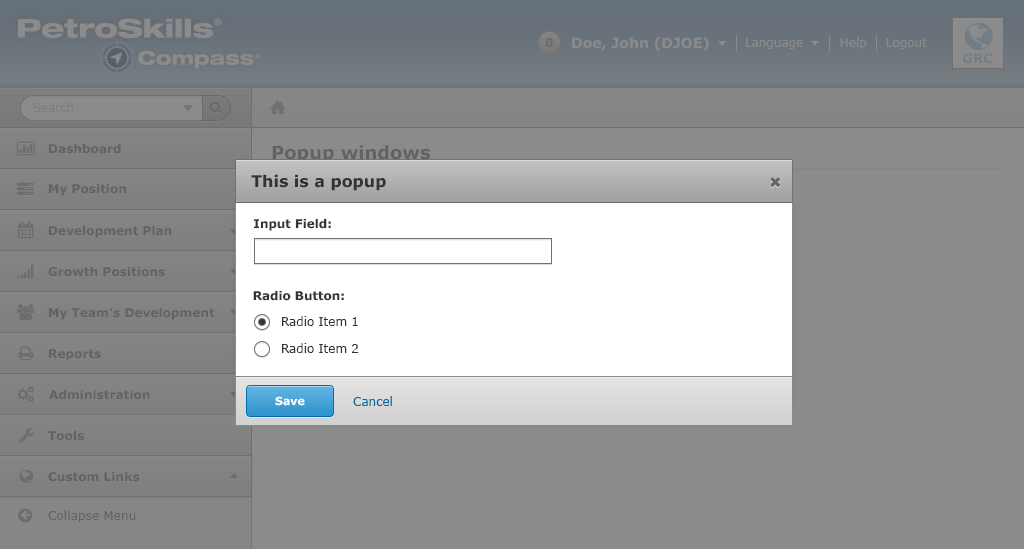 PetroSkills®
Compass®
0 Doe, John (DJOE) Language Help Logout
GRC
Search
Popup windows
Dashboard
My Position
Development Plan
Growth Positions
My Team's Development
Reports
Administration
Tools
Custom Links
Collapse Menu
This is a popup
Input Field:
Radio Button:
Radio Item 1
Radio Item 2
Save Cancel